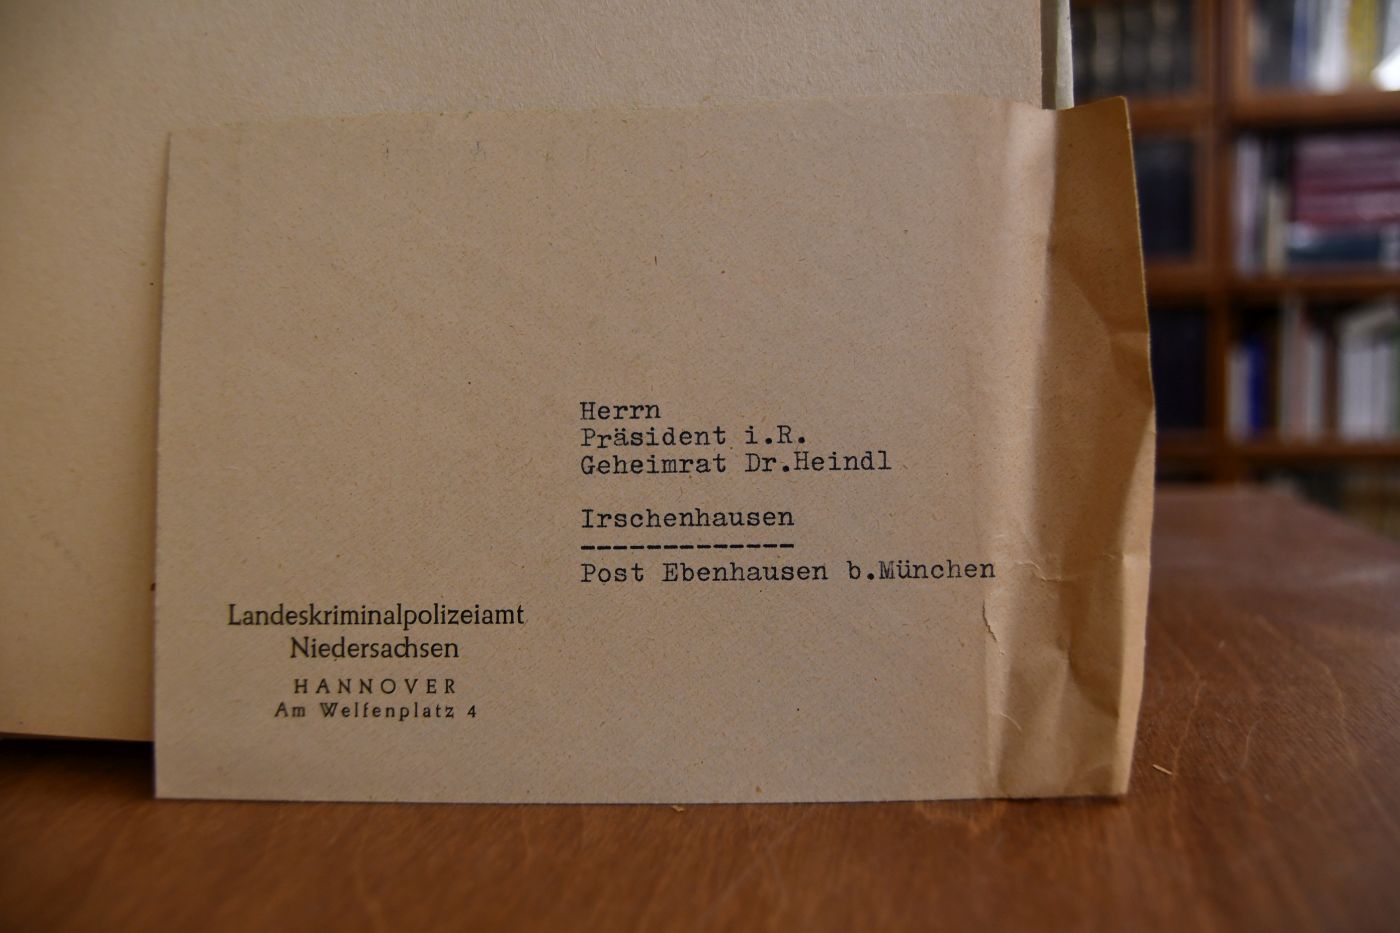 Herrn
Präsident i.R.
Geheimrat Dr.Heindl
Irschenhausen
-------------
Post Ebenhausen b.München
Landeskriminalpolizeiamt
Niedersachsen
HANNOVER
Am Welfenplatz 4